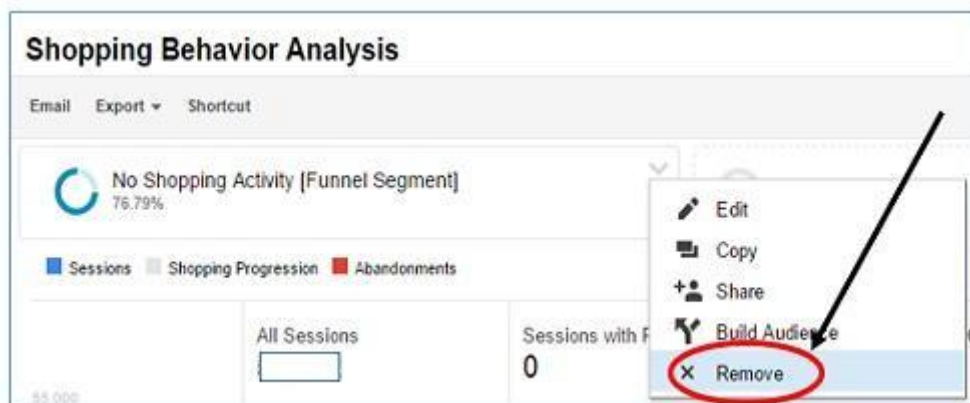 Shopping Behavior Analysis
Email Export Shortcut
No Shopping Activity [Funnel Segment]
76.79%
Edit
Copy
Share
Build Audience
Remove
Sessions Shopping Progression Abandonments
All Sessions
Sessions with
0
55,000